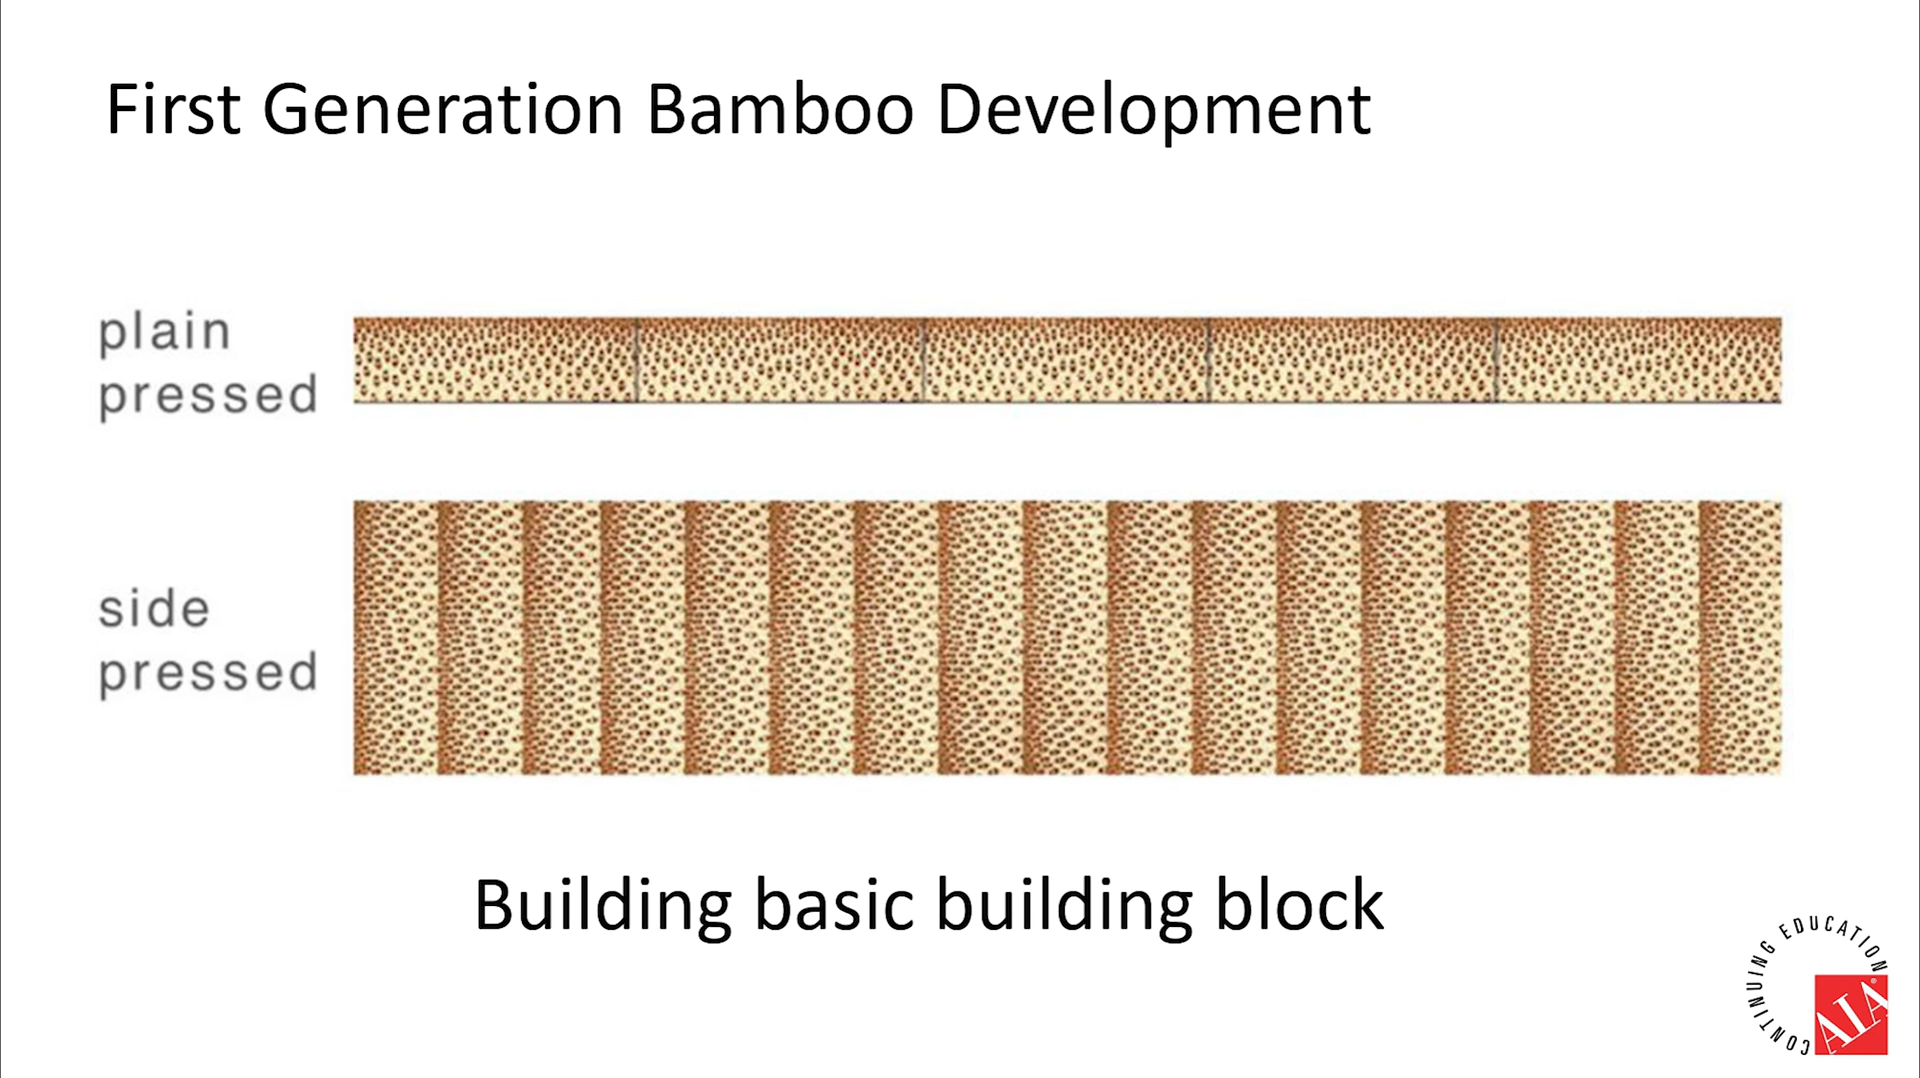 First Generation Bamboo Development
plain
pressed
side
pressed
Building basic building block
CONTINUING EDUCATION
AIA